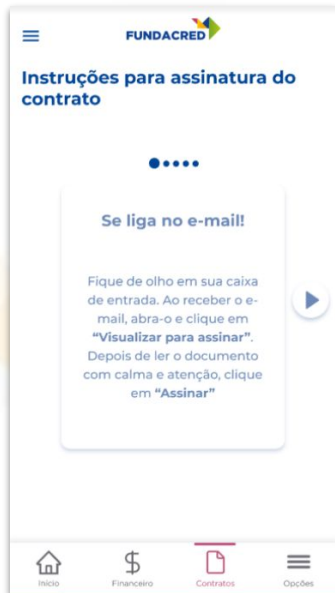 FUNDACRED
Instruções para assinatura do
contrato
Se liga no e-mail!
Fique de olho em sua caixa
de entrada. Ao receber o e-
mail, abra-o e clique em
“Visualizar para assinar”.
Depois de ler o documento
com calma e atenção, clique
em “Assinar”
Início
Financeiro
Contratos
Opções